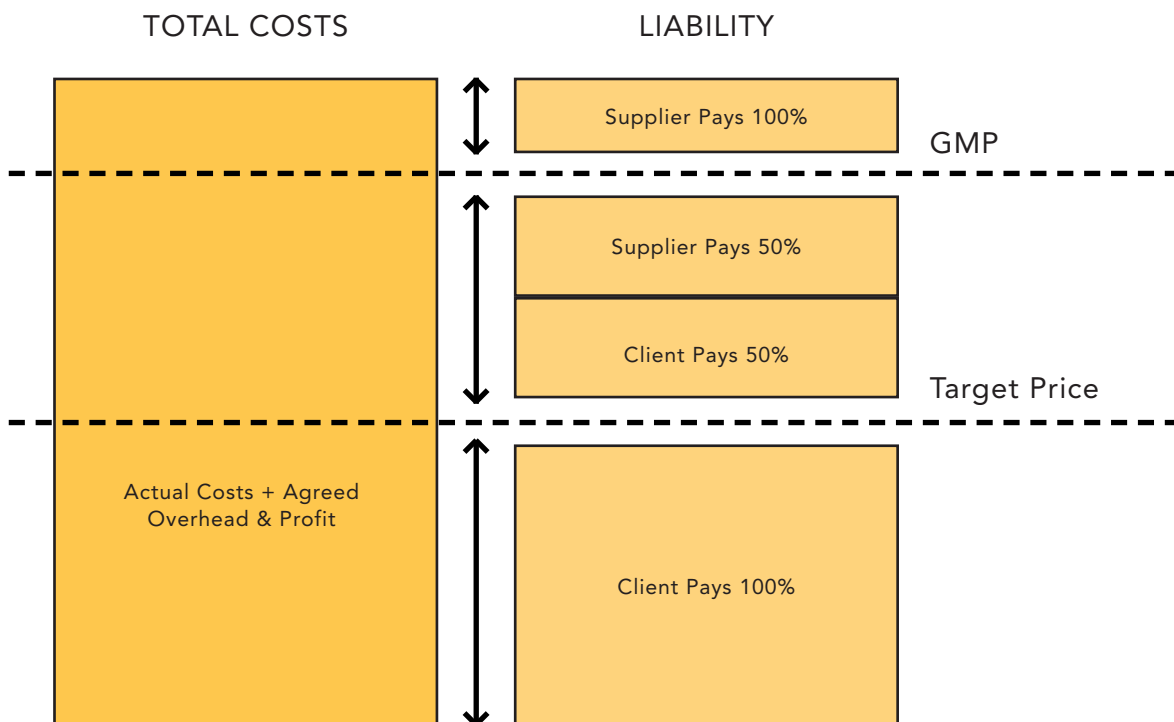 TOTAL COSTS
LIABILITY
Supplier Pays 100%
GMP
Supplier Pays 50%
Client Pays 50%
Target Price
Actual Costs + Agreed
Overhead & Profit
Client Pays 100%